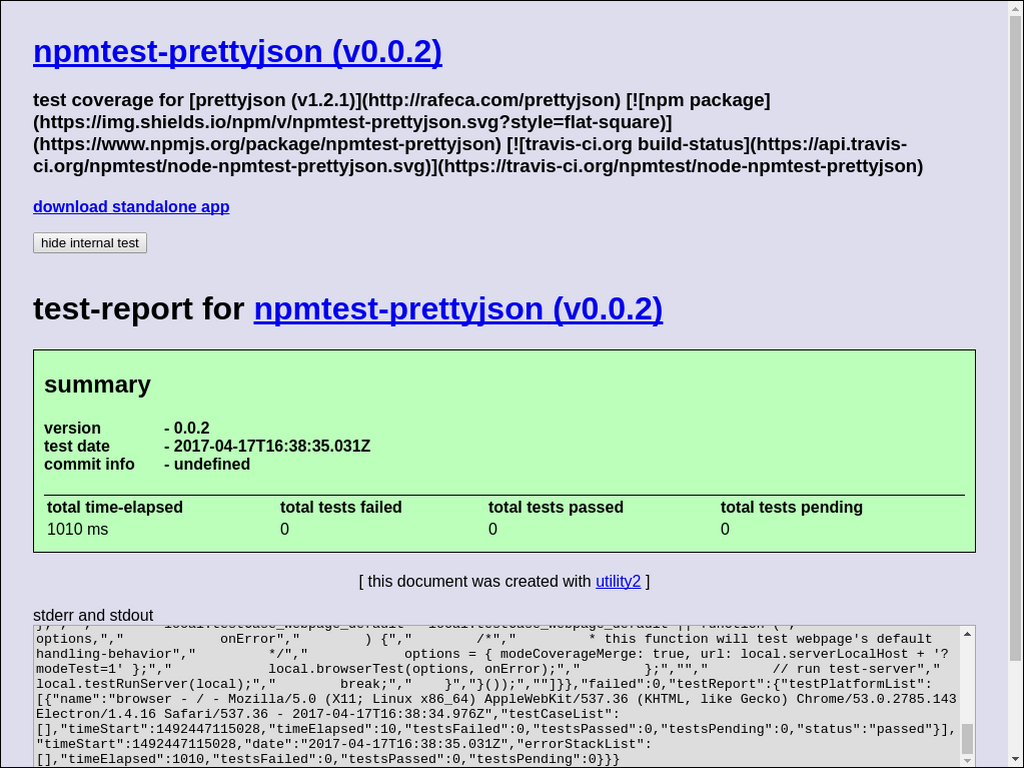 npmtest-prettyjson (v0.0.2)
test coverage for [prettyjson (v1.2.1)](http://rafeca.com/prettyjson) [![npm package]
(https://img.shields.io/npm/v/npmtest-prettyjson.svg?style=flat-square)]
(https://www.npmjs.org/package/npmtest-prettyjson) [![travis-ci.org build-status](https://api.travis-
ci.org/npmtest/node-npmtest-prettyjson.svg)](https://travis-ci.org/npmtest/node-npmtest-prettyjson)
download standalone app
hide internal test
test-report for npmtest-prettyjson (v0.0.2)
summary
version - 0.0.2
test date - 2017-04-17T16:38:35.031Z
commit info - undefined
total time-elapsed total tests failed total tests passed total tests pending
1010 ms 0 0 0
[ this document was created with utility2 ]
stderr and stdout
options,","            onError","        ) {","        /*","         * this function will test webpage's default
handling-behavior","         */","            options = { modeCoverageMerge: true, url: local.serverLocalHost + '?
modeTest=1' };","            local.browserTest(options, onError);","        };","","        // run test-server","
local.testRunServer(local);","        break;","    }","}());",""]}},"failed":0,"testReport":{"testPlatformList":
[{"name":"browser - / - Mozilla/5.0 (X11; Linux x86_64) AppleWebKit/537.36 (KHTML, like Gecko) Chrome/53.0.2785.143
Electron/1.4.16 Safari/537.36 - 2017-04-17T16:38:34.976Z","testCaseList":
[],"timeStart":1492447115028,"timeElapsed":10,"testsFailed":0,"testsPassed":0,"testsPending":0,"status":"passed"}],
"timeStart":1492447115028,"date":"2017-04-17T16:38:35.031Z","errorStackList":
[],"timeElapsed":1010,"testsFailed":0,"testsPassed":0,"testsPending":0}}}